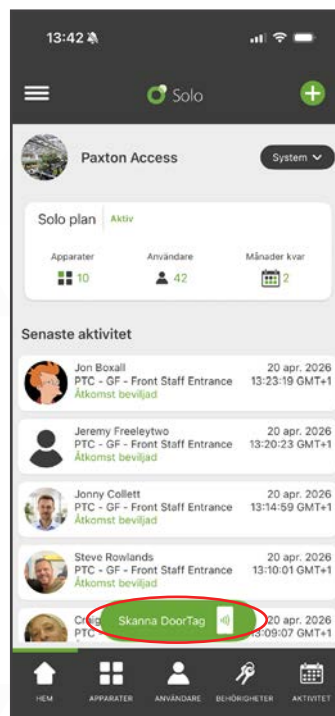 13:42
Solo
Paxton Access
System
Solo plan Aktiv
Apparater Användare Månader kvar
10 42 2
Senaste aktivitet
Jon Boxall 20 apr. 2026
PTC - GF - Front Staff Entrance 13:23:19 GMT+1
Åtkomst beviljad
Jeremy Freeleytwo 20 apr. 2026
PTC - GF - Front Staff Entrance 13:20:23 GMT+1
Åtkomst beviljad
Jonny Collett 20 apr. 2026
PTC - GF - Front Staff Entrance 13:14:59 GMT+1
Åtkomst beviljad
Steve Rowlands 20 apr. 2026
PTC - GF - Front Staff Entrance 13:10:01 GMT+1
Åtkomst beviljad
Craig 20 apr. 2026
PTC 13:09:07 GMT+1
Skanna DoorTag
HEM APPARATER ANVÄNDARE BEHÖRIGHETER AKTIVITET